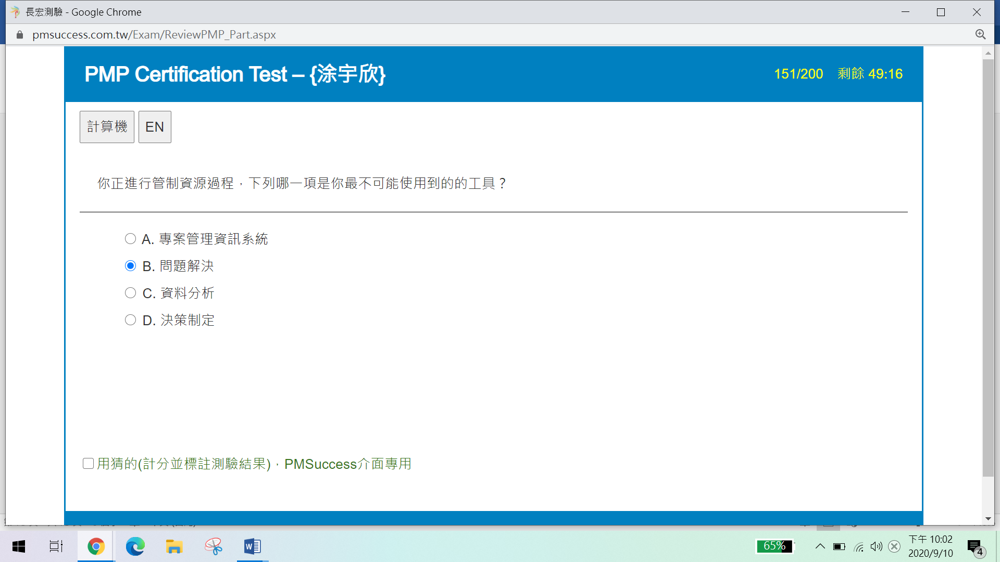 長宏測驗 - Google Chrome
pmsuccess.com.tw/Exam/ReviewPMP_Part.aspx
PMP Certification Test – {涂宇欣}
151/200 剩餘 49:16
計算機 EN
你正進行管制資源過程，下列哪一項是你最不可能使用到的的工具？
A. 專案管理資訊系統
B. 問題解決
C. 資料分析
D. 決策制定
用猜的(計分並標註測驗結果)，PMSuccess介面專用
65%
下午 10:02
2020/9/10
4